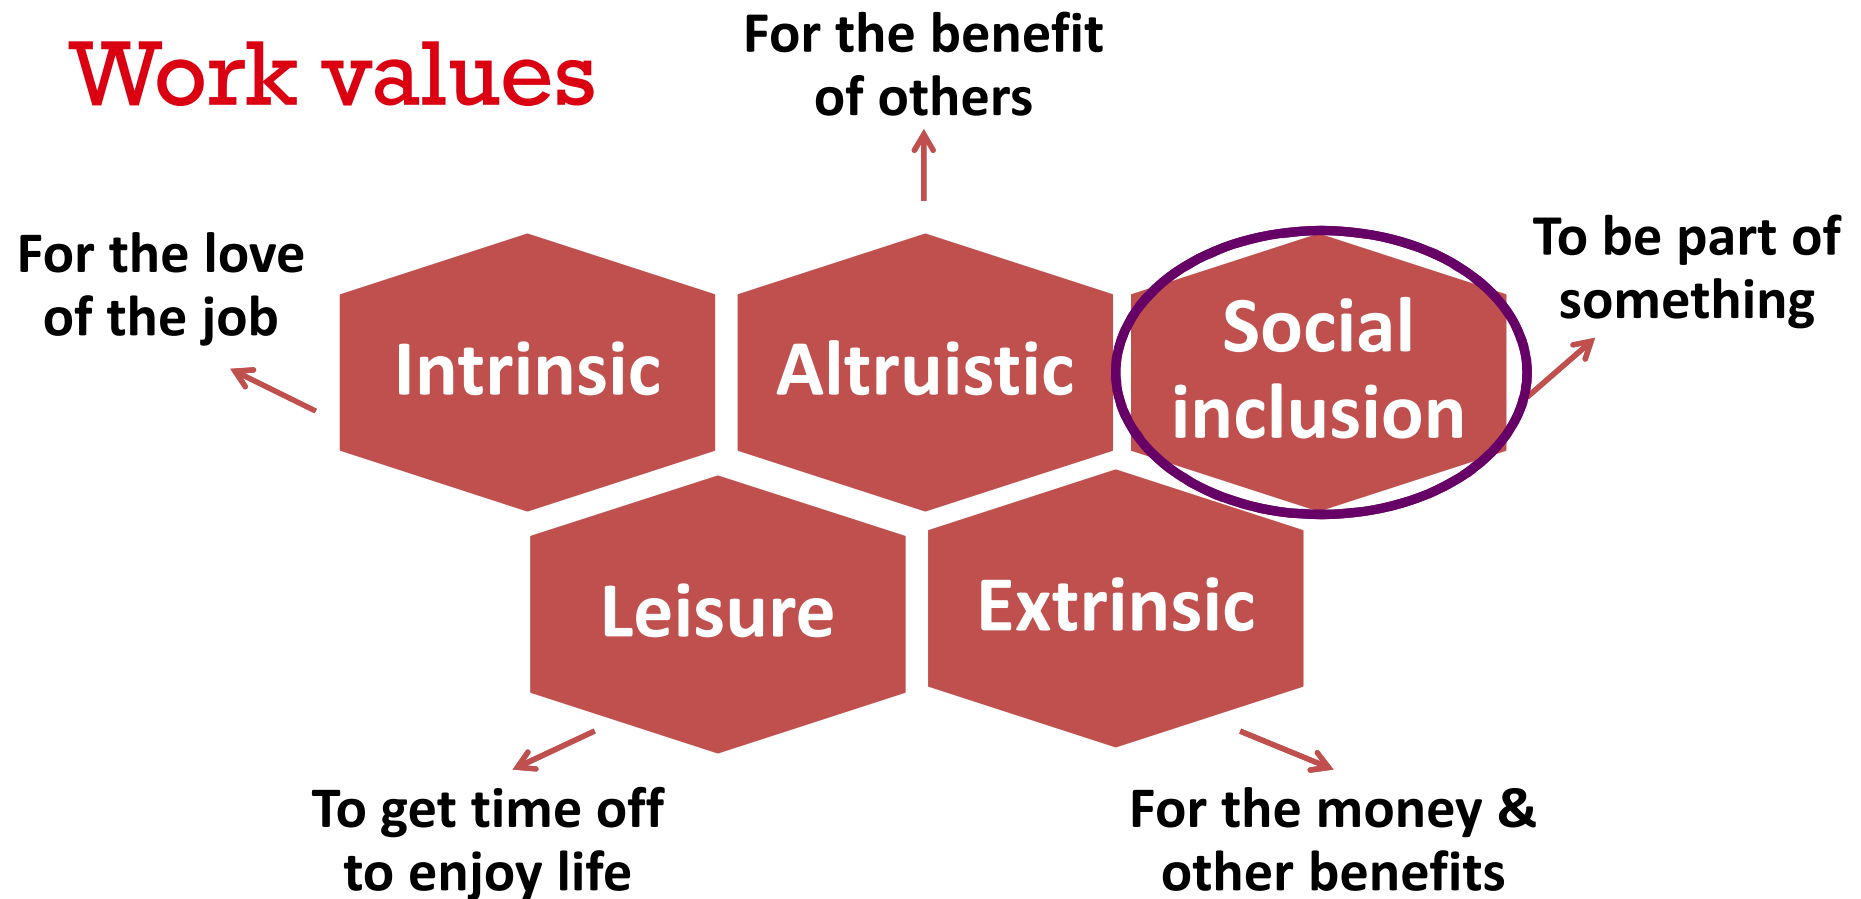 Work values
For the benefit
of others
For the love
of the job
To be part of
something
Intrinsic
Altruistic
Social
inclusion
Leisure
Extrinsic
To get time off
to enjoy life
For the money &
other benefits